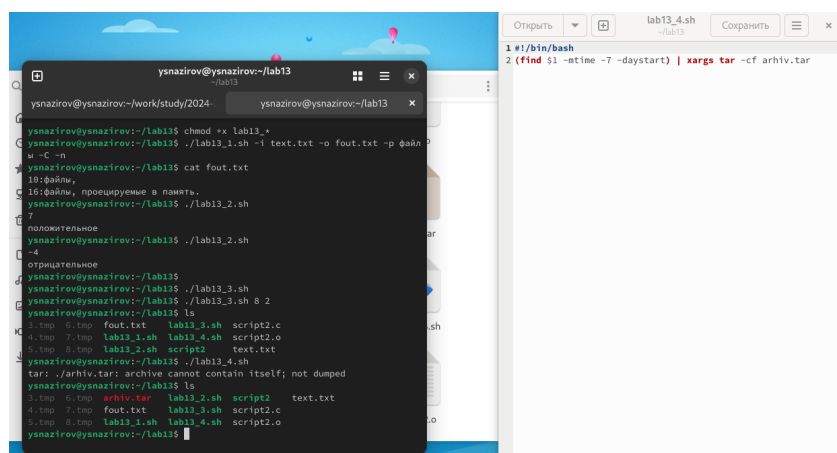 ysnazirov@ysnazirov:~/lab13
~/lab13
ysnazirov@ysnazirov:~/work/study/2024-
ysnazirov@ysnazirov:~/lab13
ysnazirov@ysnazirov:~/lab13$ chmod +x lab13_*
ysnazirov@ysnazirov:~/lab13$ ./lab13_1.sh -i text.txt -o fout.txt -p файл
ы -C -n
ysnazirov@ysnazirov:~/lab13$ cat fout.txt
10:файлы,
16:файлы, проецируемые в память.
ysnazirov@ysnazirov:~/lab13$ ./lab13_2.sh
7
положительное
ysnazirov@ysnazirov:~/lab13$ ./lab13_2.sh
-4
отрицательное
ysnazirov@ysnazirov:~/lab13$
ysnazirov@ysnazirov:~/lab13$ ./lab13_3.sh
ysnazirov@ysnazirov:~/lab13$ ./lab13_3.sh 8 2
ysnazirov@ysnazirov:~/lab13$ ls
3.tmp 6.tmp fout.txt lab13_3.sh script2.c
4.tmp 7.tmp lab13_1.sh lab13_4.sh script2.o
5.tmp 8.tmp lab13_2.sh script2 text.txt
ysnazirov@ysnazirov:~/lab13$ ./lab13_4.sh
tar: ./arhiv.tar: archive cannot contain itself; not dumped
ysnazirov@ysnazirov:~/lab13$ ls
3.tmp 6.tmp arhiv.tar lab13_2.sh script2 text.txt
4.tmp 7.tmp fout.txt lab13_3.sh script2.c
5.tmp 8.tmp lab13_1.sh lab13_4.sh script2.o
ysnazirov@ysnazirov:~/lab13$
ar
.sh
.o
Открыть
lab13_4.sh
~/lab13
Сохранить
1 #!/bin/bash
2 (find $1 -mtime -7 -daystart) | xargs tar -cf arhiv.tar